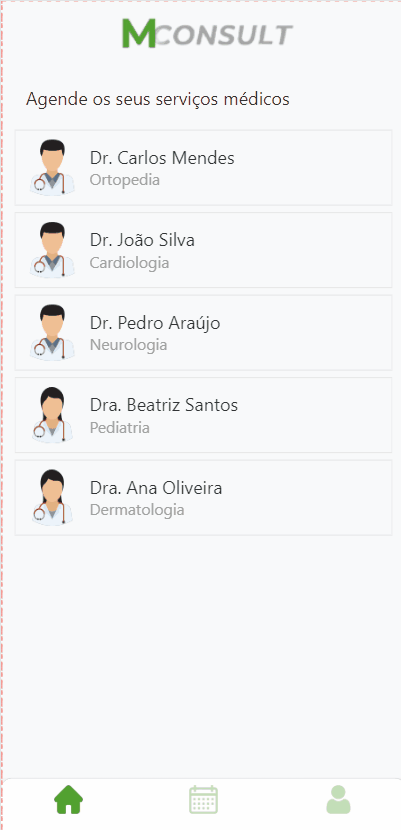 MCONSULT
Agende os seus serviços médicos
Dr. Carlos Mendes
Ortopedia
Dr. João Silva
Cardiologia
Dr. Pedro Araújo
Neurologia
Dra. Beatriz Santos
Pediatria
Dra. Ana Oliveira
Dermatologia